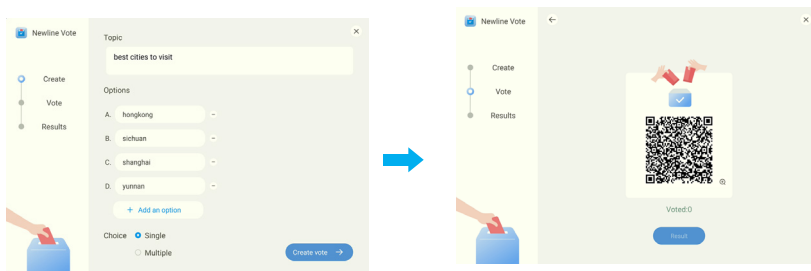 Newline Vote
Topic
best cities to visit
Create
Vote
Results
Options
A. hongkong
B. sichuan
C. shanghai
D. yunnan
+ Add an option
Choice Single
Multiple
Create vote →
Newline Vote
Create
Vote
Results
Voted:0
Result